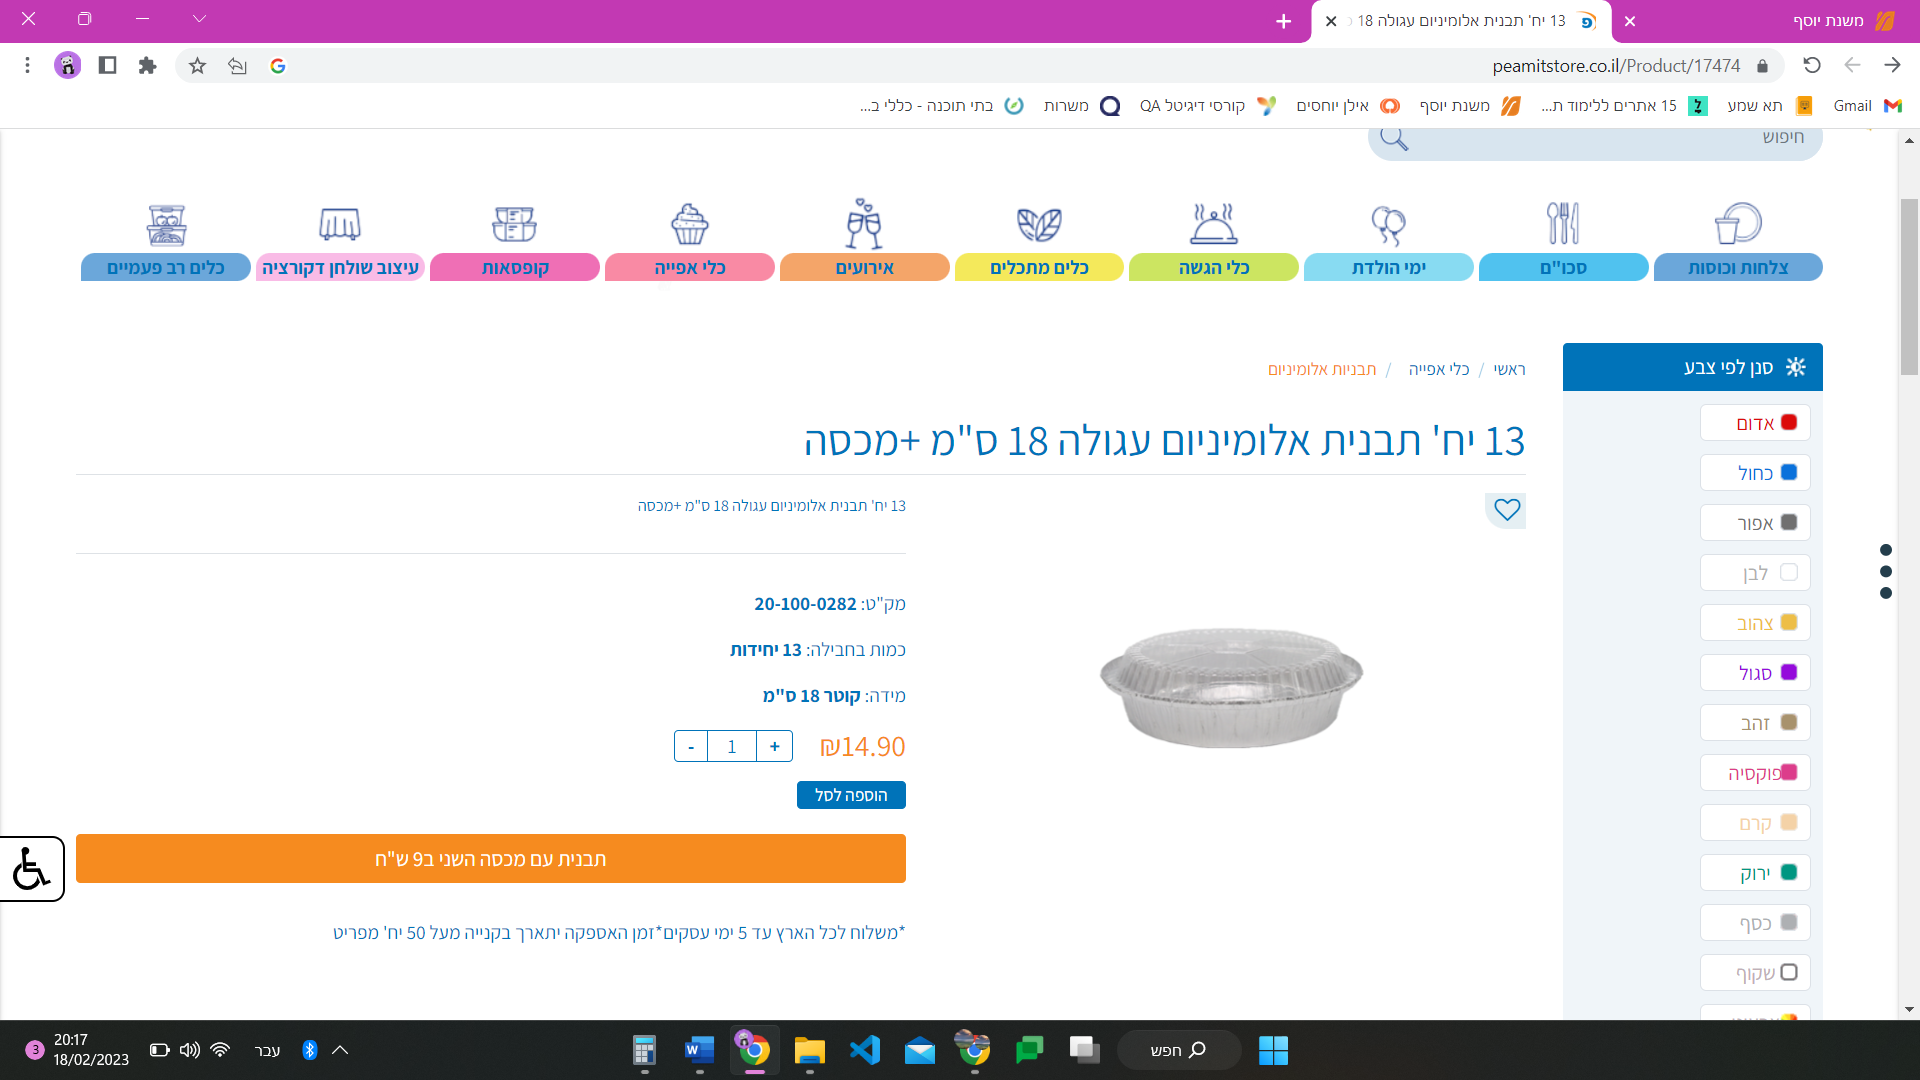 משנת יוסף
13 יח' תבנית אלומיניום עגולה 18
peamitstore.co.il/Product/17474
Gmail
תא שמע
15 אתרים ללימוד ת...
משנת יוסף
אילן יוחסים
קורסי דיגיטל QA
משרות
בתי תוכנה - כללי ב...
חיפוש
צלחות וכוסות
סכו"ם
ימי הולדת
כלי הגשה
כלים מתכלים
אירועים
כלי אפייה
קופסאות
עיצוב שולחן דקורציה
כלים רב פעמיים
סנן לפי צבע
אדום
כחול
אפור
לבן
צהוב
סגול
זהב
פוקסיה
קרם
ירוק
כסף
שקוף
ראשי / כלי אפייה / תבניות אלומיניום
13 יח' תבנית אלומיניום עגולה 18 ס"מ +מכסה
13 יח' תבנית אלומיניום עגולה 18 ס"מ +מכסה
מק"ט: 20-100-0282
כמות בחבילה: 13 יחידות
מידה: קוטר 18 ס"מ
₪14.90
+ 1 -
הוספה לסל
תבנית עם מכסה השני ב9 ש"ח
*משלוח לכל הארץ עד 5 ימי עסקים*זמן האספקה יתארך בקנייה מעל 50 יח' מפריט
חפש
עבר
20:17
18/02/2023
3